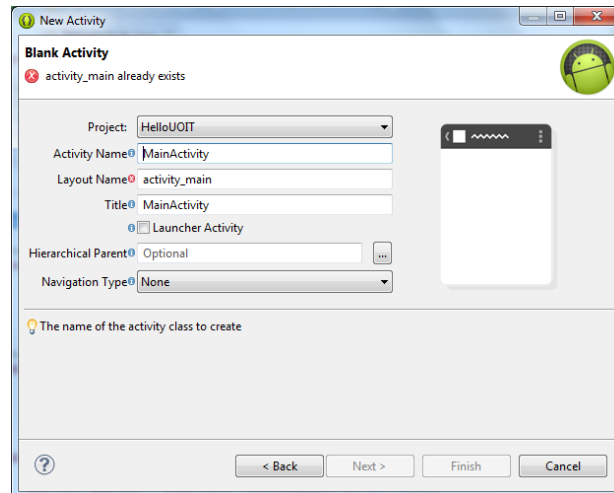 New Activity
Blank Activity
activity_main already exists
Project: HelloUOIT
Activity Name MainActivity
Layout Name activity_main
Title MainActivity
Launcher Activity
Hierarchical Parent Optional ...
Navigation Type None
The name of the activity class to create
? < Back Next > Finish Cancel